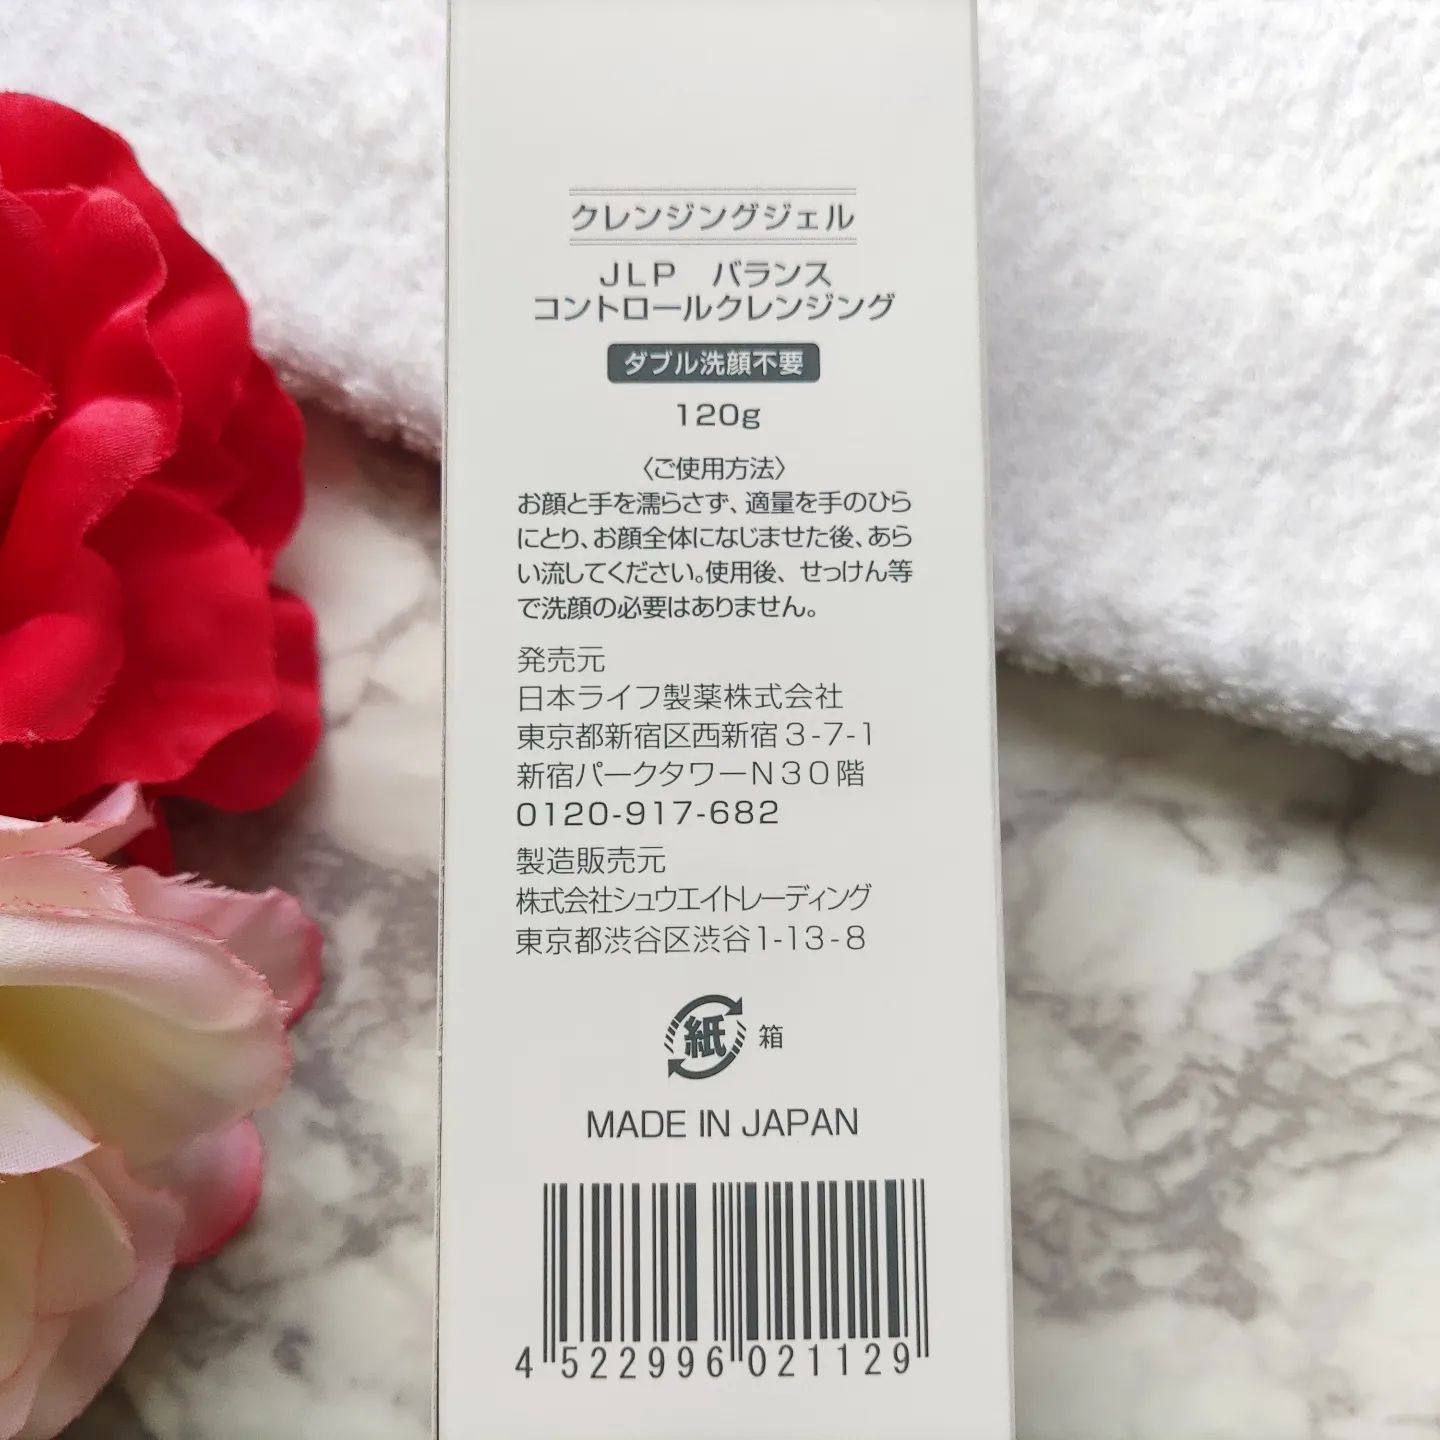 クレンジングジェル
JLP バランス
コントロールクレンジング
ダブル洗顔不要
120g
〈ご使用方法〉
お顔と手を濡らさず、適量を手のひら
にとり、お顔全体になじませた後、あら
い流してください。使用後、せっけん等
で洗顔の必要はありません。
発売元
日本ライフ製薬株式会社
東京都新宿区西新宿3-7-1
新宿パークタワーN30階
0120-917-682
製造販売元
株式会社シュウエイトレーディング
東京都渋谷区渋谷1-13-8
紙 箱
MADE IN JAPAN
4 522996 021129